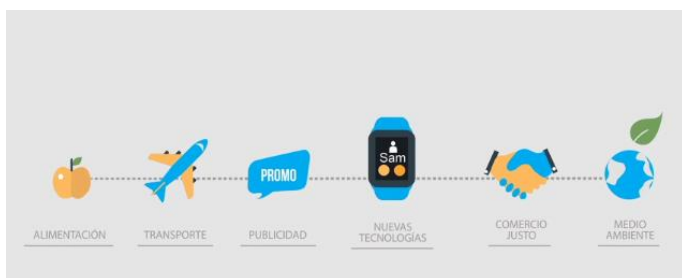 PROMO
Sam
ALIMENTACIÓN
TRANSPORTE
PUBLICIDAD
NUEVAS
TECNOLOGÍAS
COMERCIO
JUSTO
MEDIO
AMBIENTE